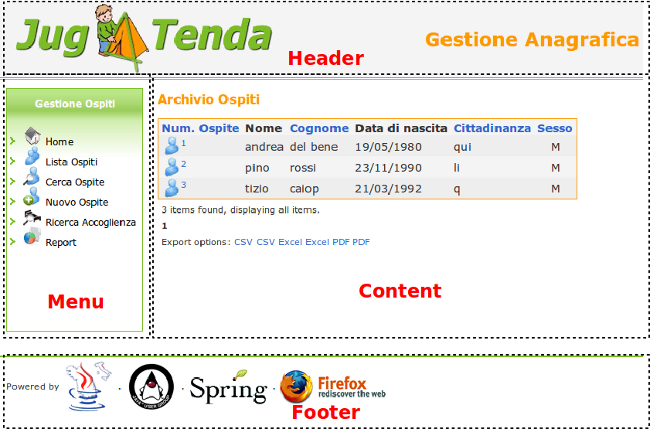 Jug Tenda
Gestione Anagrafica
Header
Gestione Ospiti
Home
Lista Ospiti
Cerca Ospite
Nuovo Ospite
Ricerca Accoglienza
Report
Menu
Archivio Ospiti
Num. Ospite Nome Cognome Data di nascita Cittadinanza Sesso
1 andrea del bene 19/05/1980 qui M
2 pino rossi 23/11/1990 li M
3 tizio caiop 21/03/1992 q M
3 items found, displaying all items.
1
Export options: CSV CSV Excel Excel PDF PDF
Content
Powered by · · Spring · Firefox
rediscover the web
Footer